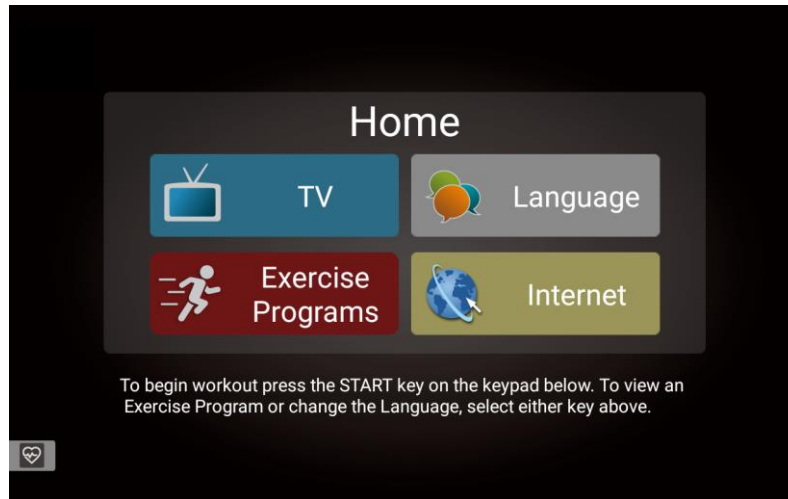 Home
TV
Language
Exercise
Programs
Internet
To begin workout press the START key on the keypad below. To view an
Exercise Program or change the Language, select either key above.